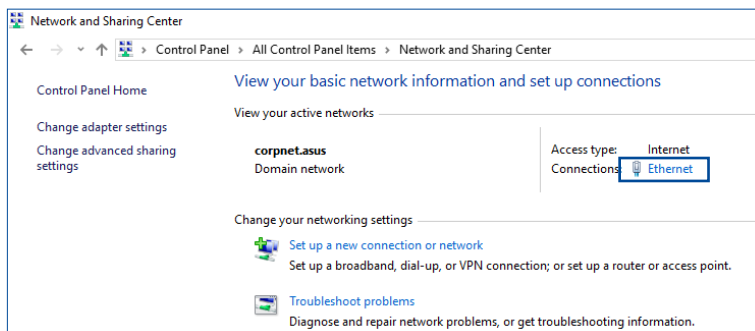 Network and Sharing Center
Control Panel > All Control Panel Items > Network and Sharing Center
Control Panel Home
Change adapter settings
Change advanced sharing
settings
View your basic network information and set up connections
View your active networks
corpnet.asus
Domain network
Access type: Internet
Connections: Ethernet
Change your networking settings
Set up a new connection or network
Set up a broadband, dial-up, or VPN connection; or set up a router or access point.
Troubleshoot problems
Diagnose and repair network problems, or get troubleshooting information.